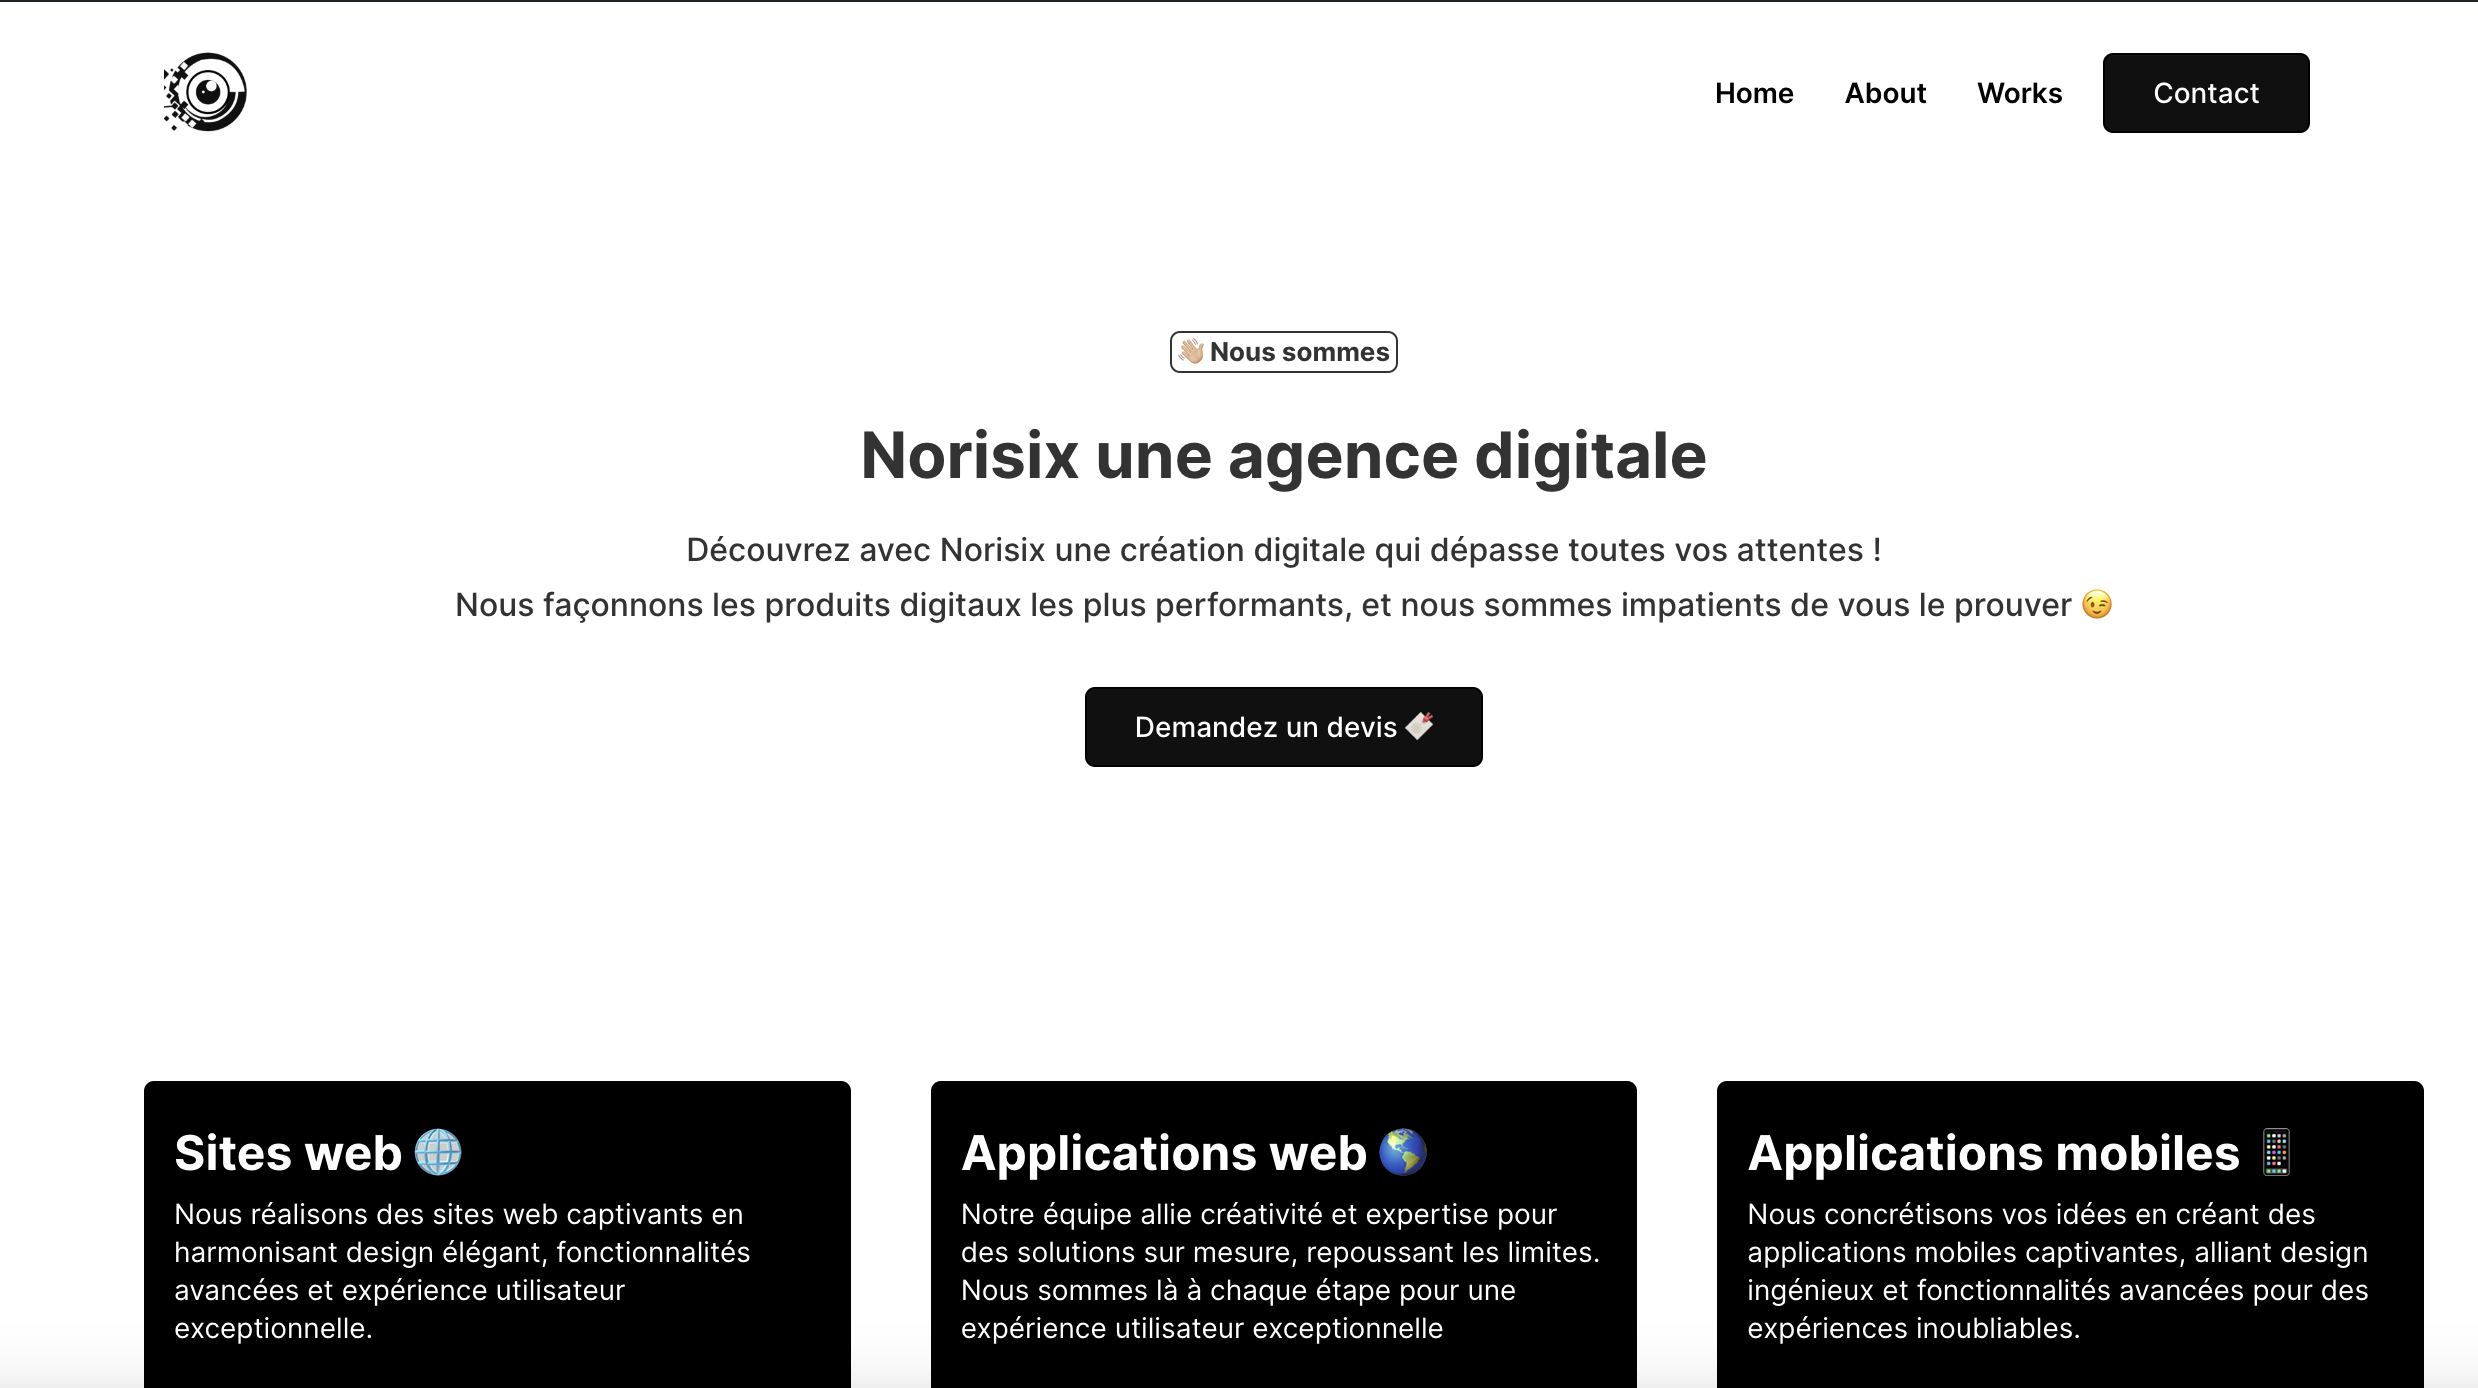 Home About Works Contact
👋🏼 Nous sommes
Norisix une agence digitale
Découvrez avec Norisix une création digitale qui dépasse toutes vos attentes !
Nous façonnons les produits digitaux les plus performants, et nous sommes impatients de vous le prouver 😉
Demandez un devis
Sites web 🌐
Nous réalisons des sites web captivants en
harmonisant design élégant, fonctionnalités
avancées et expérience utilisateur
exceptionnelle.
Applications web 🌎
Notre équipe allie créativité et expertise pour
des solutions sur mesure, repoussant les limites.
Nous sommes là à chaque étape pour une
expérience utilisateur exceptionnelle
Applications mobiles 📱
Nous concrétisons vos idées en créant des
applications mobiles captivantes, alliant design
ingénieux et fonctionnalités avancées pour des
expériences inoubliables.